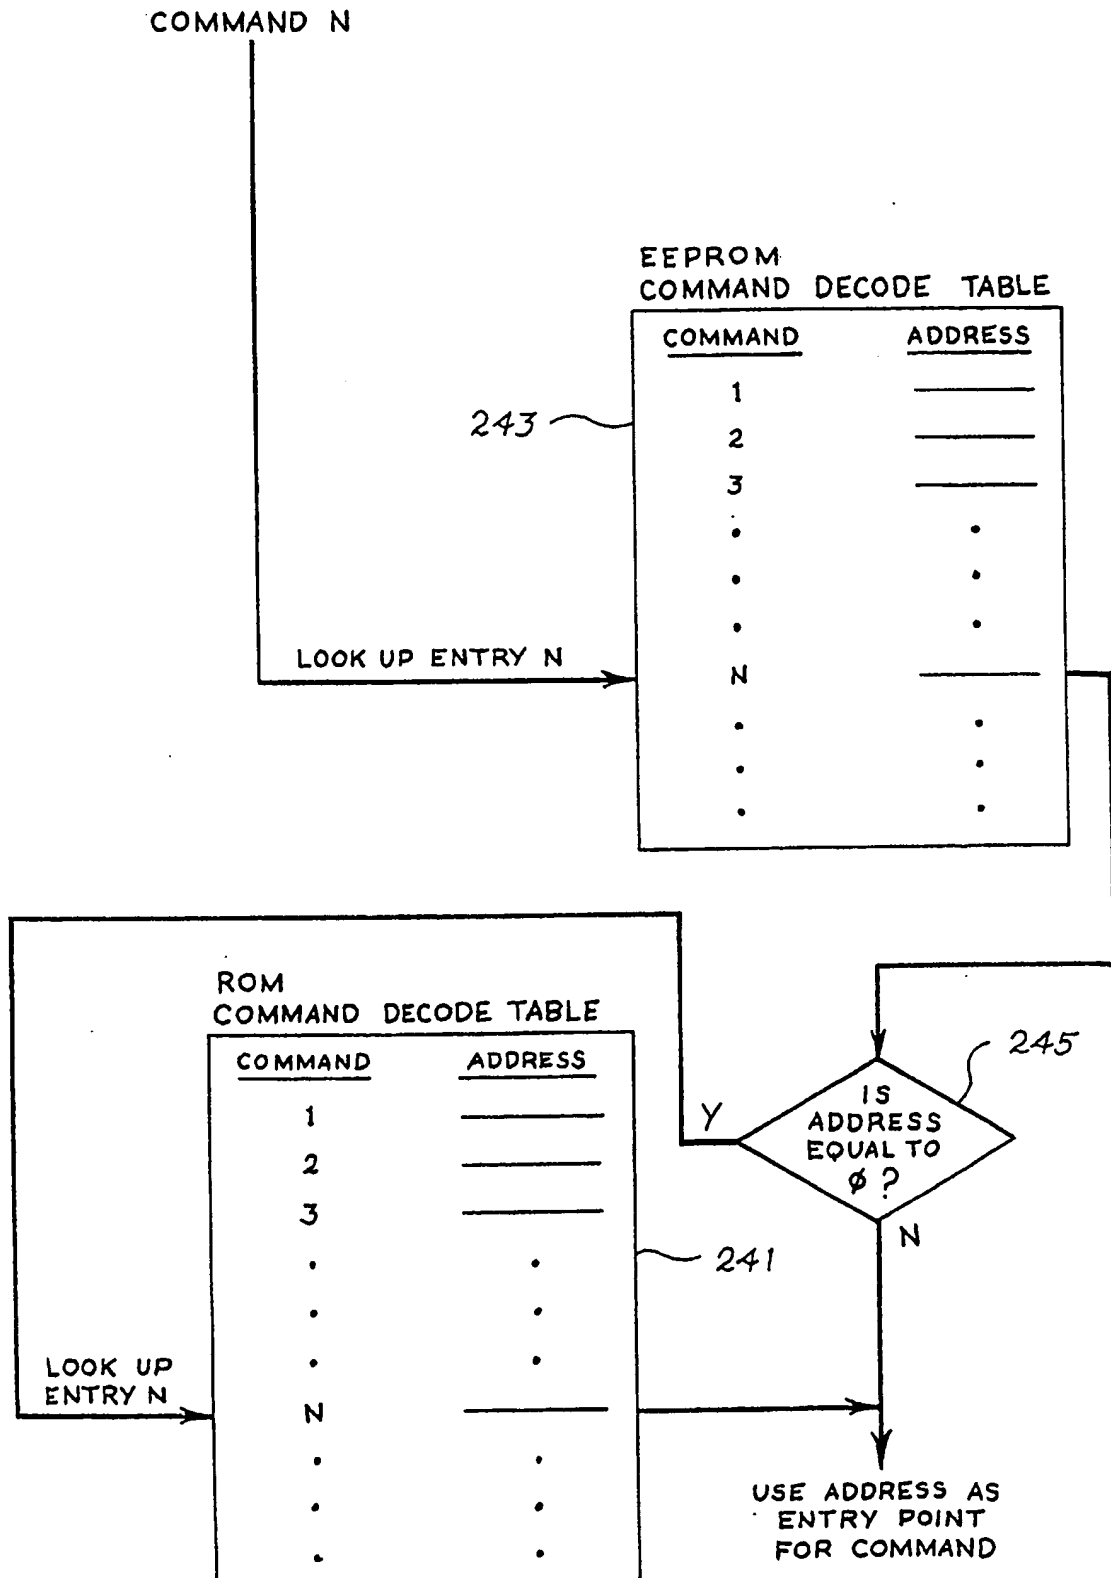 COMMAND N
EEPROM
COMMAND DECODE TABLE
COMMAND ADDRESS
1
2
3
N
243
LOOK UP ENTRY N
ROM
COMMAND DECODE TABLE
COMMAND ADDRESS
1
2
3
N
241
LOOK UP
ENTRY N
245
IS
ADDRESS
EQUAL TO
ø ?
Y
N
USE ADDRESS AS
ENTRY POINT
FOR COMMAND